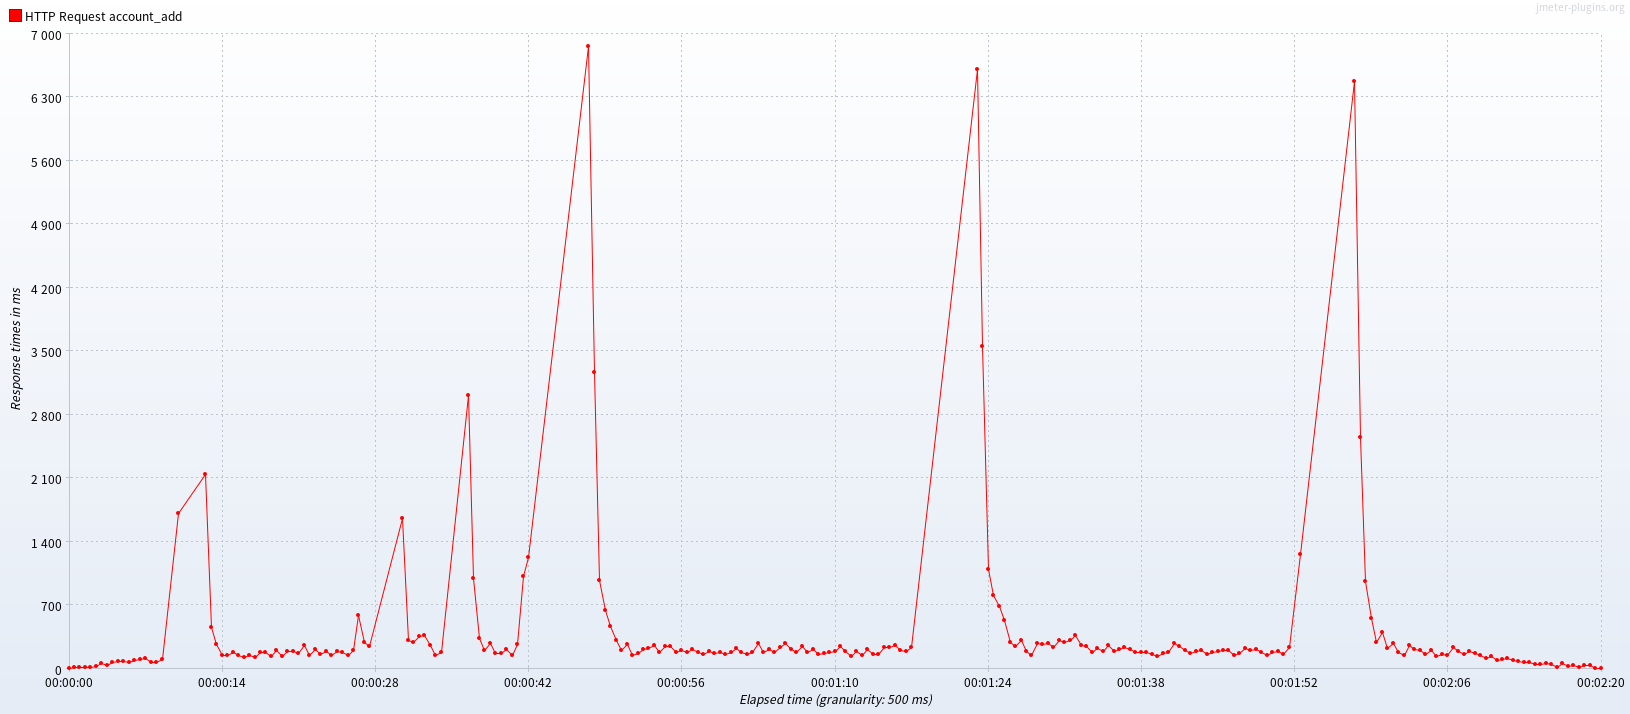 HTTP Request account_add
jmeter-plugins.org
7 000
6 300
5 600
4 900
4 200
3 500
2 800
2 100
1 400
700
0
Response times in ms
00:00:00 00:00:14 00:00:28 00:00:42 00:00:56 00:01:10 00:01:24 00:01:38 00:01:52 00:02:06 00:02:20
Elapsed time (granularity: 500 ms)